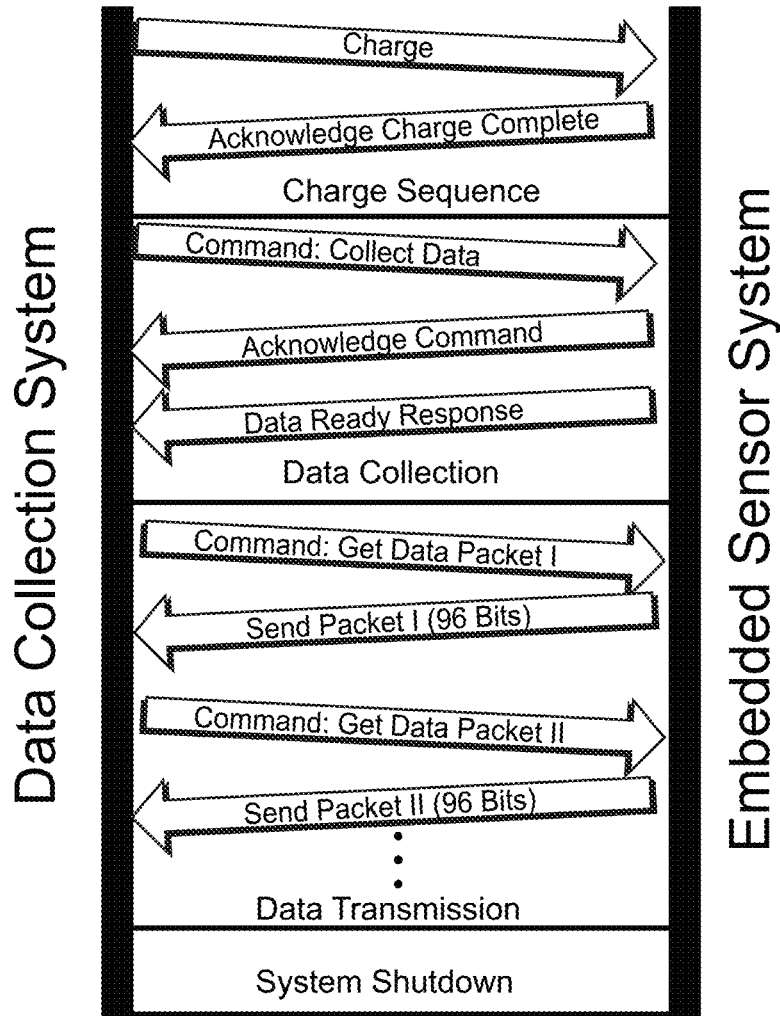 Data Collection System
Charge
Acknowledge Charge Complete
Charge Sequence
Command: Collect Data
Acknowledge Command
Data Ready Response
Data Collection
Command: Get Data Packet I
Send Packet I (96 Bits)
Command: Get Data Packet II
Send Packet II (96 Bits)
Data Transmission
System Shutdown
Embedded Sensor System